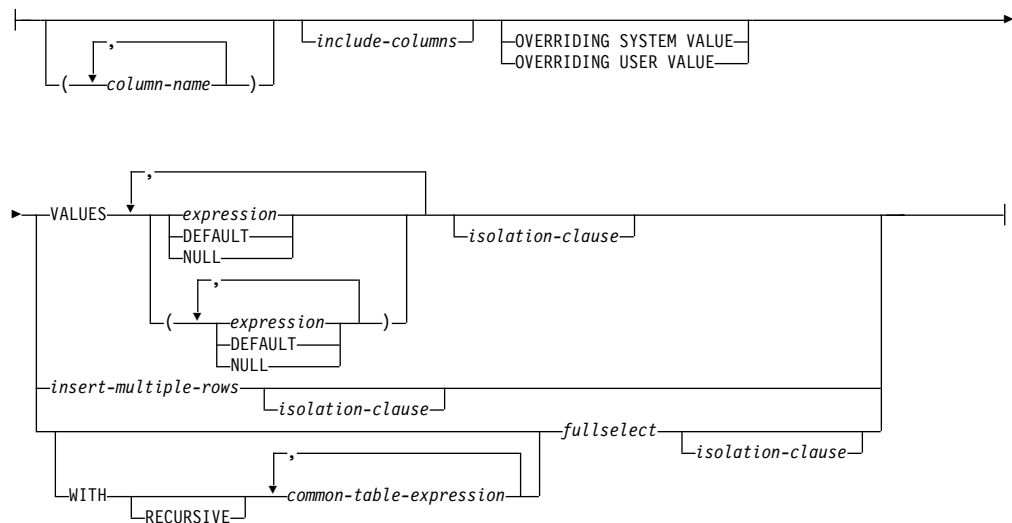 ,
( column-name )
include-columns
OVERRIDING SYSTEM VALUE
OVERRIDING USER VALUE
,
VALUES expression
DEFAULT
NULL
isolation-clause
,
( expression )
DEFAULT
NULL
insert-multiple-rows
isolation-clause
fullselect
isolation-clause
,
WITH common-table-expression
RECURSIVE